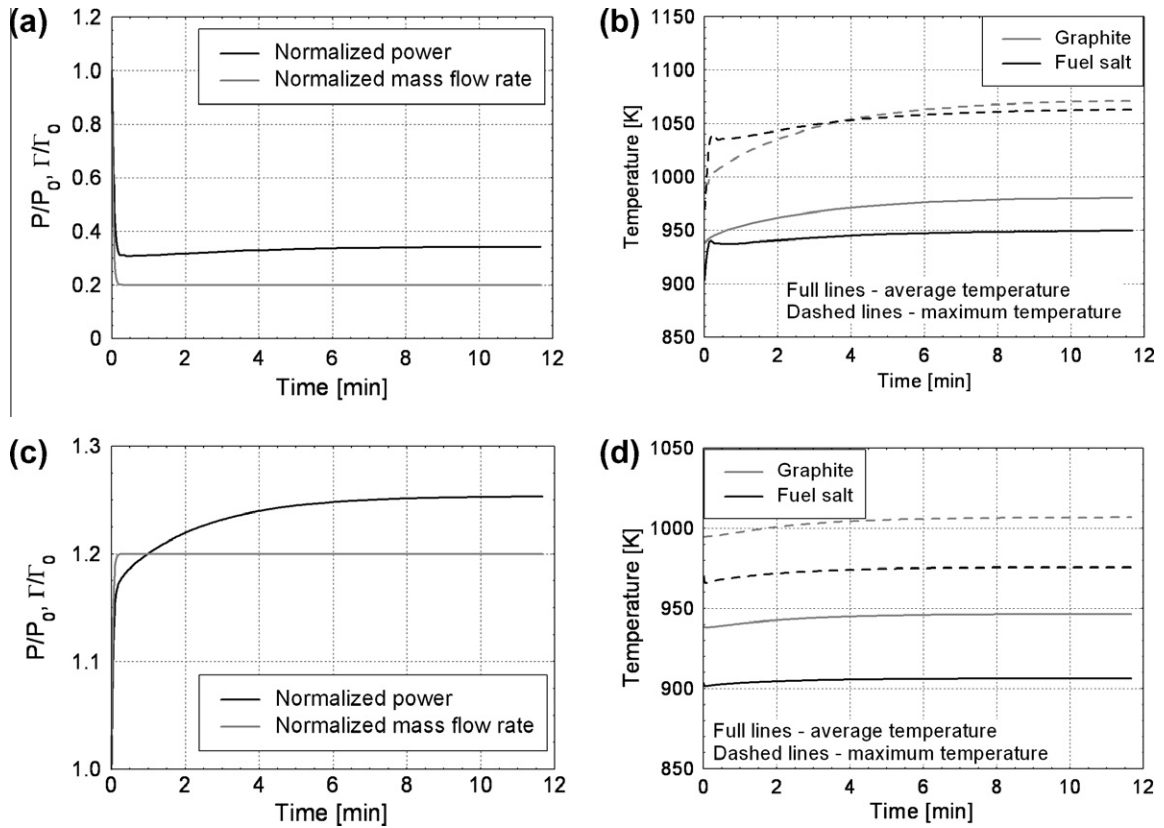 (a)
1.2
1.0
0.8
0.6
0.4
0.2
0
P/P0, Γ/Γ0
Normalized power
Normalized mass flow rate
0 2 4 6 8 10 12
Time [min]
(b)
1150
1100
1050
1000
950
900
850
Temperature [K]
Graphite
Fuel salt
Full lines - average temperature
Dashed lines - maximum temperature
0 2 4 6 8 10 12
Time [min]
(c)
1.3
1.2
1.1
1.0
P/P0, Γ/Γ0
Normalized power
Normalized mass flow rate
0 2 4 6 8 10 12
Time [min]
(d)
1050
1000
950
900
850
Temperature [K]
Graphite
Fuel salt
Full lines - average temperature
Dashed lines - maximum temperature
0 2 4 6 8 10 12
Time [min]